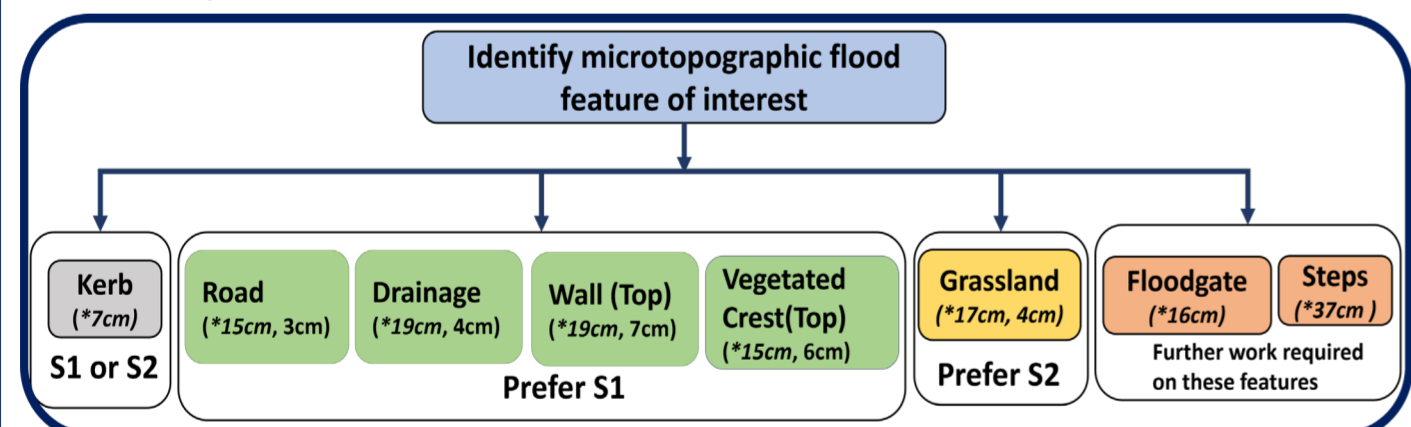 Identify microtopographic flood
feature of interest
Kerb
(*7cm)
S1 or S2
Road
(*15cm, 3cm)
Drainage
(*19cm, 4cm)
Wall (Top)
(*19cm, 7cm)
Vegetated
Crest(Top)
(*15cm, 6cm)
Prefer S1
Grassland
(*17cm, 4cm)
Prefer S2
Floodgate
(*16cm)
Steps
(*37cm )
Further work required
on these features